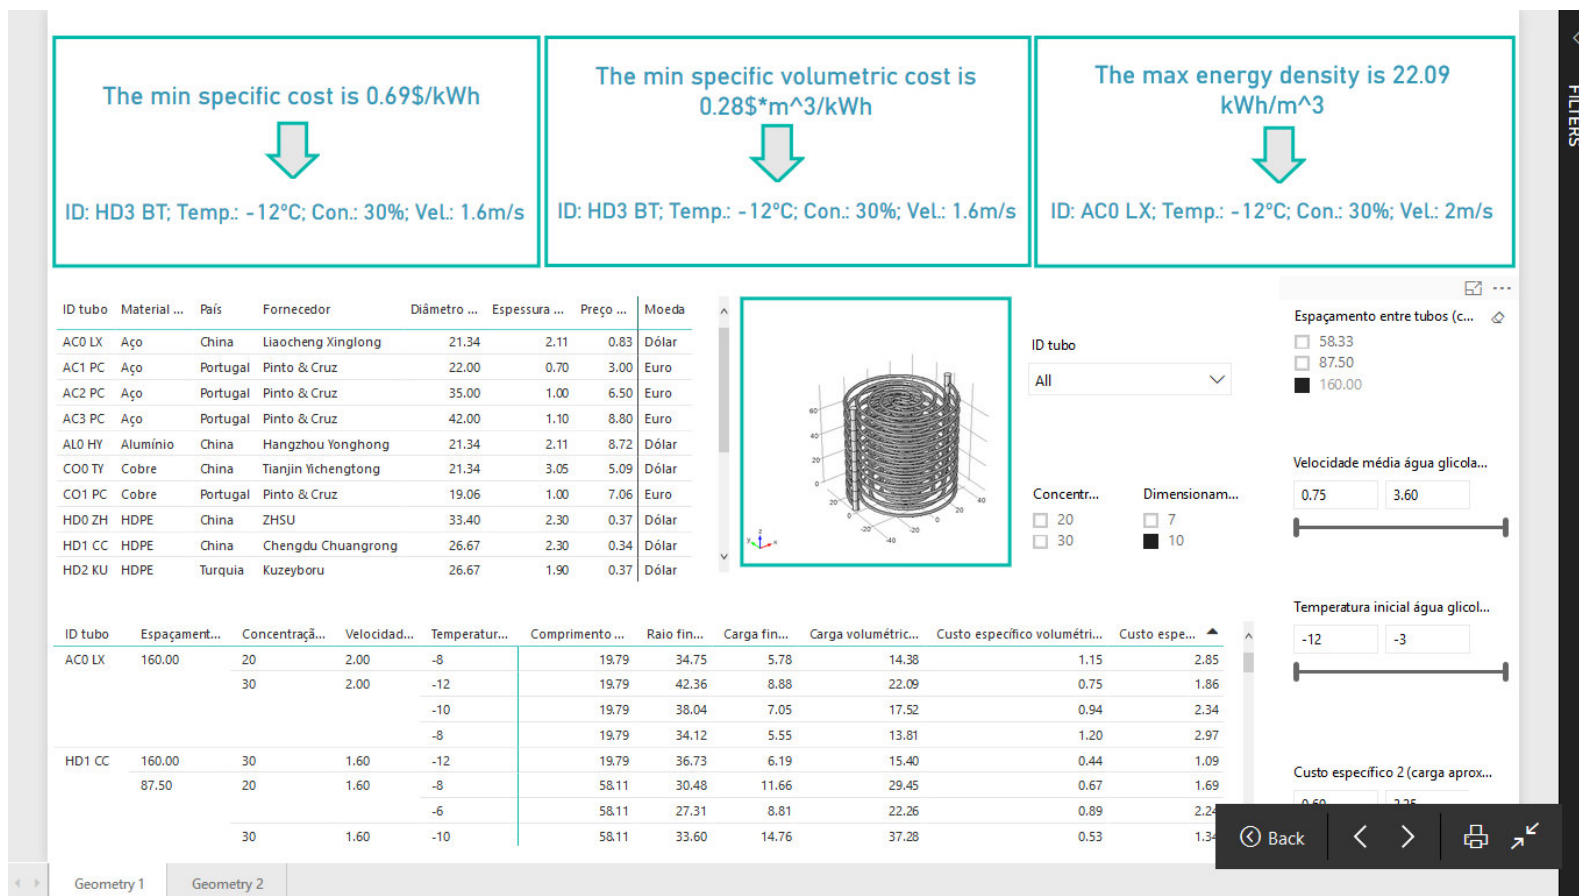 The min specific cost is 0.69$/kWh
ID: HD3 BT; Temp.: -12ºC; Con.: 30%; Vel.: 1.6m/s
The min specific volumetric cost is
0.28$*m^3/kWh
ID: HD3 BT; Temp.: -12ºC; Con.: 30%; Vel.: 1.6m/s
The max energy density is 22.09
kWh/m^3
ID: AC0 LX; Temp.: -12ºC; Con.: 30%; Vel.: 2m/s
FILTERS
ID tubo Material ... País Fornecedor Diâmetro ... Espessura ... Preço ... Moeda
AC0 LX Aço China Liaocheng Xinglong 21.34 2.11 0.83 Dólar
AC1 PC Aço Portugal Pinto & Cruz 22.00 0.70 3.00 Euro
AC2 PC Aço Portugal Pinto & Cruz 35.00 1.00 6.50 Euro
AC3 PC Aço Portugal Pinto & Cruz 42.00 1.10 8.80 Euro
AL0 HY Alumínio China Hangzhou Yonghong 21.34 2.11 8.72 Dólar
CO0 TY Cobre China Tianjin Yichengtong 21.34 3.05 5.09 Dólar
CO1 PC Cobre Portugal Pinto & Cruz 19.06 1.00 7.06 Euro
HD0 ZH HDPE China ZHSU 33.40 2.30 0.37 Dólar
HD1 CC HDPE China Chengdu Chuangrong 26.67 2.30 0.34 Dólar
HD2 KU HDPE Turquia Kuzeyboru 26.67 1.90 0.37 Dólar
60
40
20
0
20
0
-20
-40
-20
0
20
40
z
y
x
ID tubo
All
Concentr...
20
30
Dimensionam...
7
10
Espaçamento entre tubos (c...
58.33
87.50
160.00
Velocidade média água glicola...
0.75 3.60
Temperatura inicial água glicol...
-12 -3
Custo específico 2 (carga aprox...
ID tubo Espaçament... Concentraçã... Velocidad... Temperatur... Comprimento ... Raio fin... Carga fin... Carga volumétric... Custo específico volumétri... Custo espe...
AC0 LX 160.00 20 2.00 -8 19.79 34.75 5.78 14.38 1.15 2.85
30 2.00 -12 19.79 42.36 8.88 22.09 0.75 1.86
-10 19.79 38.04 7.05 17.52 0.94 2.34
-8 19.79 34.12 5.55 13.81 1.20 2.97
HD1 CC 160.00 30 1.60 -12 19.79 36.73 6.19 15.40 0.44 1.09
87.50 20 1.60 -8 58.11 30.48 11.66 29.45 0.67 1.69
-6 58.11 27.31 8.81 22.26 0.89 2.24
30 1.60 -10 58.11 33.60 14.76 37.28 0.53 1.34
Back
Geometry 1 Geometry 2